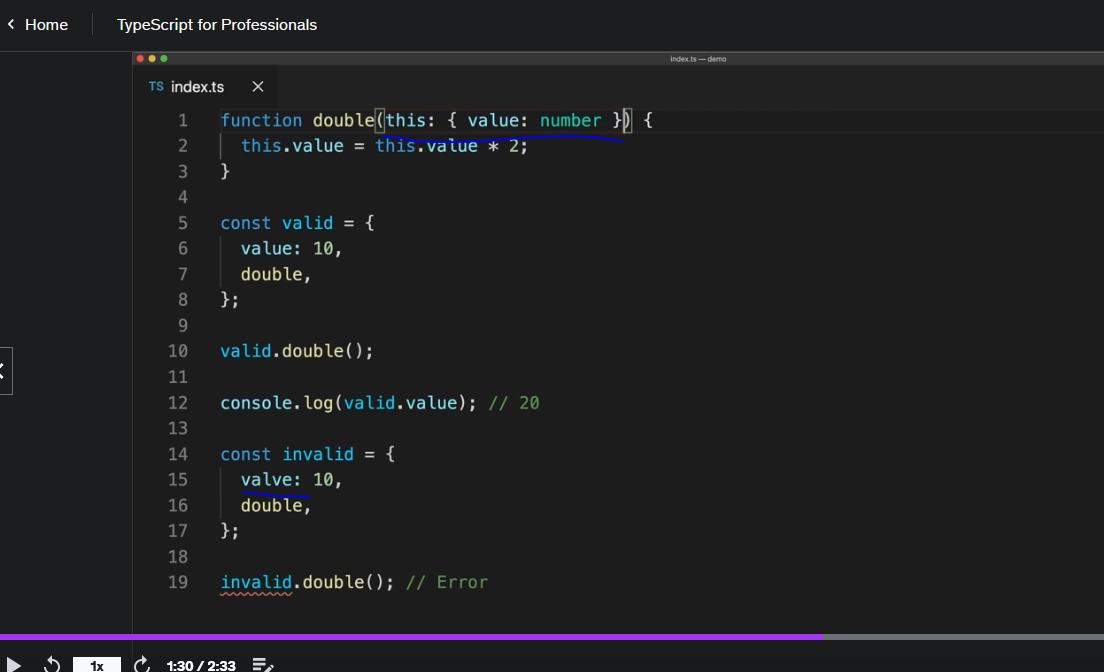 Home
TypeScript for Professionals
index.ts — demo
TS index.ts
1 function double(this: { value: number }) {
2 this.value = this.value * 2;
3 }
4
5 const valid = {
6 value: 10,
7 double,
8 };
9
10 valid.double();
11
12 console.log(valid.value); // 20
13
14 const invalid = {
15 valve: 10,
16 double,
17 };
18
19 invalid.double(); // Error
1x
1:30 / 2:33